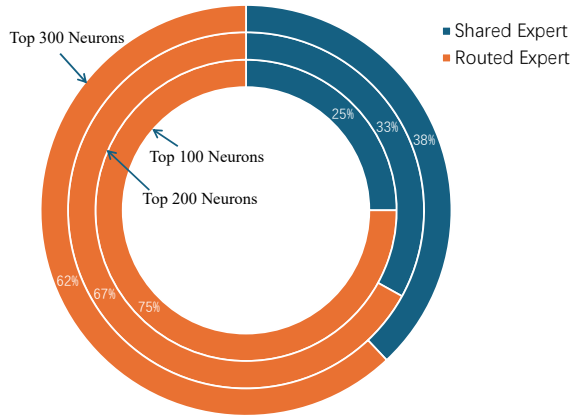 Top 300 Neurons
Shared Expert
Routed Expert
25%
33%
38%
Top 100 Neurons
Top 200 Neurons
62%
67%
75%